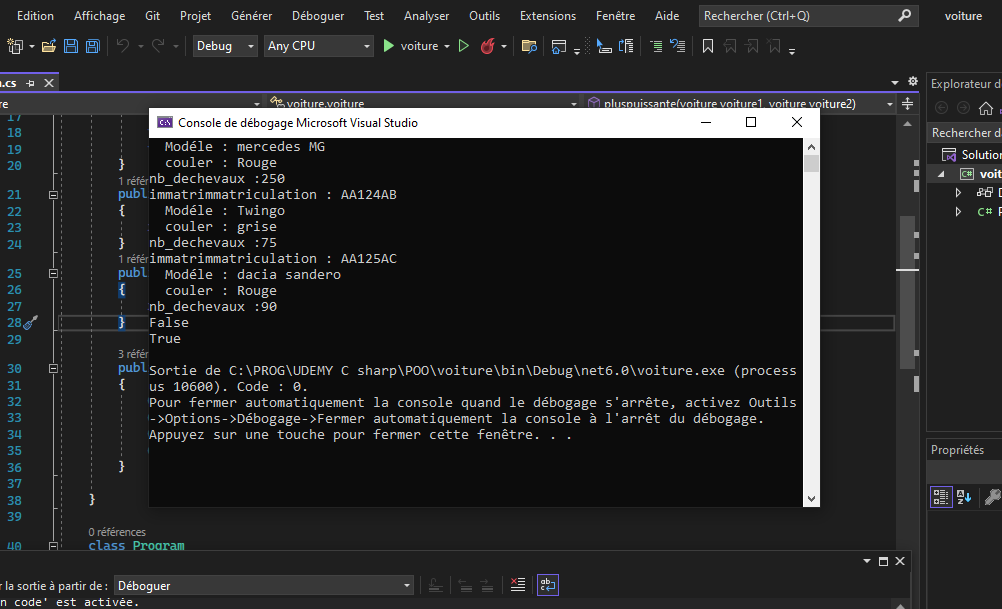 Edition Affichage Git Projet Générer Déboguer Test Analyser Outils Extensions Fenêtre Aide Rechercher (Ctrl+Q) voiture
Debug Any CPU voiture
.cs
re voiture.voiture pluspuissante(voiture voiture1, voiture voiture2)
Explorateur d
Rechercher da
Solution
voit
Console de débogage Microsoft Visual Studio
Modéle : mercedes MG
couler : Rouge
nb_dechevaux :250
immatrimmatriculation : AA124AB
Modéle : Twingo
couler : grise
nb_dechevaux :75
immatrimmatriculation : AA125AC
Modéle : dacia sandero
couler : Rouge
nb_dechevaux :90
False
True
Sortie de C:\PROG\UDEMY C sharp\POO\voiture\bin\Debug\net6.0\voiture.exe (process
us 10600). Code : 0.
Pour fermer automatiquement la console quand le débogage s'arrête, activez Outils
->Options->Débogage->Fermer automatiquement la console à l'arrêt du débogage.
Appuyez sur une touche pour fermer cette fenêtre. . .
17
18
19
20 }
1 référ
21 publ
22 {
23
24 }
1 référ
25 publ
26 {
27
28 }
29
3 référ
30 publ
31 {
32
33
34
35
36 }
37
38 }
39
0 références
40 class Program
Propriétés
r la sortie à partir de : Déboguer
n code' est activée.